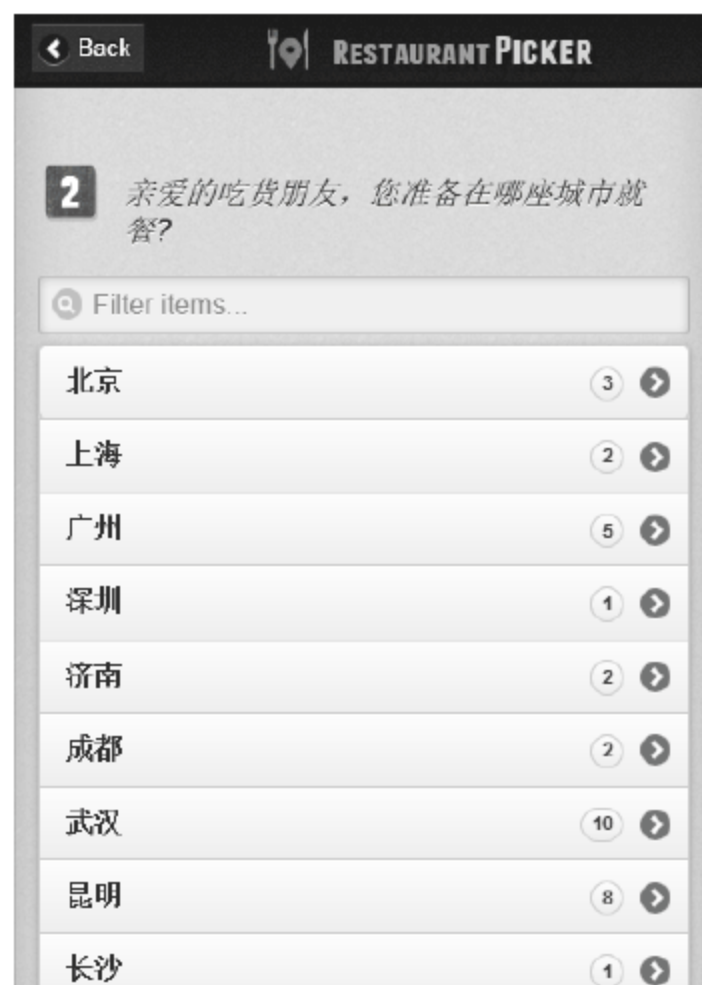 Back
RESTAURANT PICKER
2
亲爱的吃货朋友，您准备在哪座城市就
餐?
Filter items...
北京 3
上海 2
广州 5
深圳 1
济南 2
成都 2
武汉 10
昆明 8
长沙 1